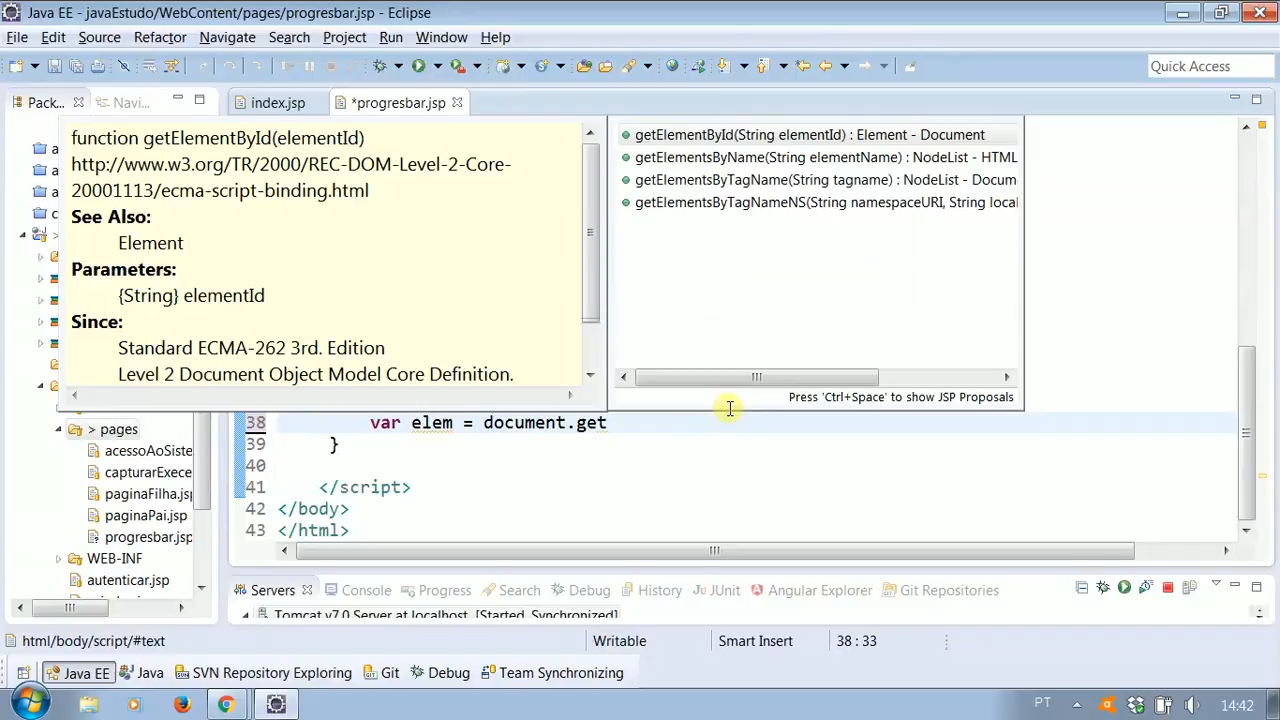 Java EE - javaEstudo/WebContent/pages/progresbar.jsp - Eclipse
File Edit Source Refactor Navigate Search Project Run Window Help
Quick Access
Pack... Navi... index.jsp *progresbar.jsp
function getElementById(elementId)
http://www.w3.org/TR/2000/REC-DOM-Level-2-Core-
20001113/ecma-script-binding.html
See Also:
Element
Parameters:
{String} elementId
Since:
Standard ECMA-262 3rd. Edition
Level 2 Document Object Model Core Definition.
getElementById(String elementId) : Element - Document
getElementsByName(String elementName) : NodeList - HTML
getElementsByTagName(String tagname) : NodeList - Docum
getElementsByTagNameNS(String namespaceURI, String local
Press 'Ctrl+Space' to show JSP Proposals
> pages
acessoAoSiste
capturarExece
paginaFilha.jsp
paginaPai.jsp
progresbar.jsp
WEB-INF
autenticar.jsp
38 var elem = document.get
39 }
40
41 </script>
42 </body>
43 </html>
Servers Console Progress Search Debug History JUnit Angular Explorer Git Repositories
Tomcat v7.0 Server at localhost [Started, Synchronized]
html/body/script/#text Writable Smart Insert 38 : 33
Java EE Java SVN Repository Exploring Git Debug Team Synchronizing
PT 14:42